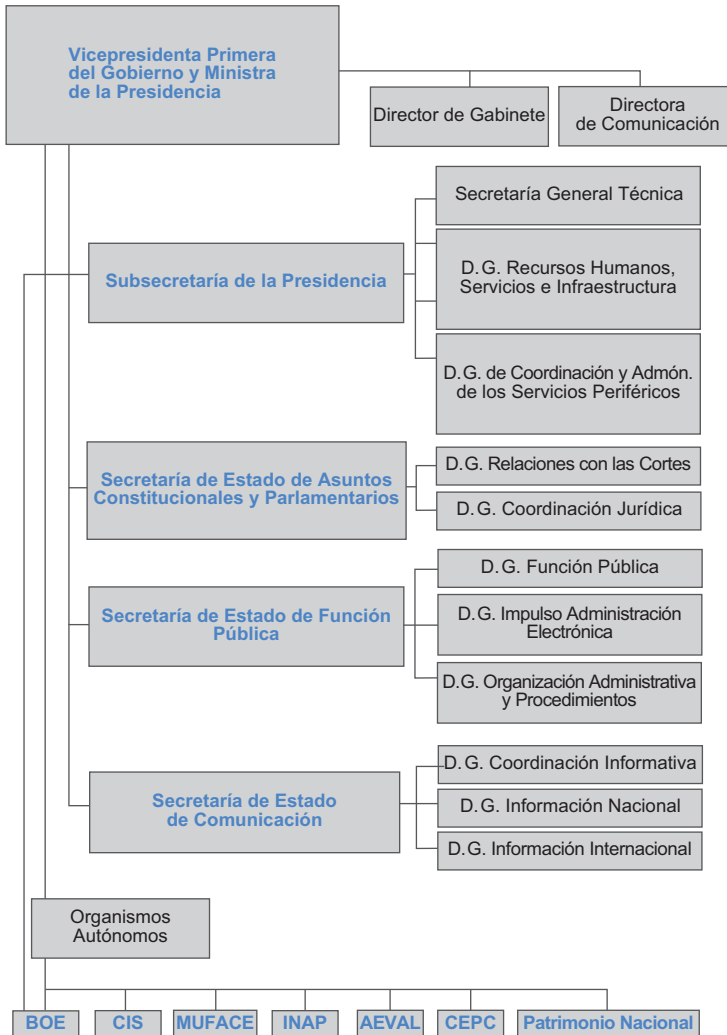 Vicepresidenta Primera
del Gobierno y Ministra
de la Presidencia
Director de Gabinete
Directora
de Comunicación
Secretaría General Técnica
Subsecretaría de la Presidencia
D.G. Recursos Humanos,
Servicios e Infraestructura
D.G. de Coordinación y Admón.
de los Servicios Periféricos
Secretaría de Estado de Asuntos
Constitucionales y Parlamentarios
D.G. Relaciones con las Cortes
D.G. Coordinación Jurídica
Secretaría de Estado de Función
Pública
D.G. Función Pública
D.G. Impulso Administración
Electrónica
D.G. Organización Administrativa
y Procedimientos
Secretaría de Estado
de Comunicación
D.G. Coordinación Informativa
D.G. Información Nacional
D.G. Información Internacional
Organismos
Autónomos
BOE
CIS
MUFACE
INAP
AEVAL
CEPC
Patrimonio Nacional